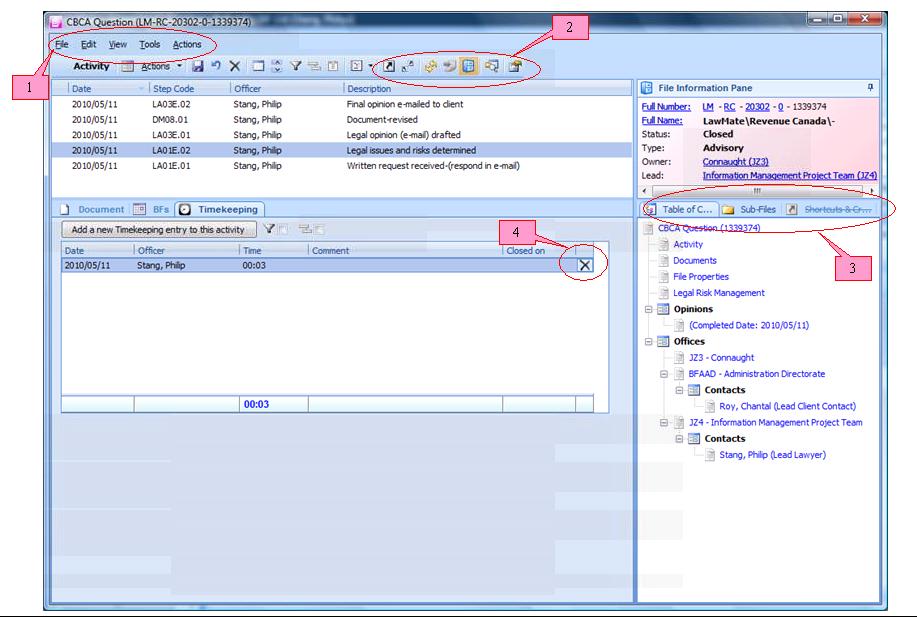 CBCA Question (LM-RC-20302-0-1339374)
2
File Edit View Tools Actions
Activity Actions
1
Date Step Code Officer Description
2010/05/11 LA03E.02 Stang, Philip Final opinion e-mailed to client
2010/05/11 DM08.01 Stang, Philip Document-revised
2010/05/11 LA03E.01 Stang, Philip Legal opinion (e-mail) drafted
2010/05/11 LA01E.02 Stang, Philip Legal issues and risks determined
2010/05/11 LA01E.01 Stang, Philip Written request received-(respond in e-mail)
File Information Pane
Full Number: LM - RC - 20302 - 0 - 1339374
Full Name: LawMate\Revenue Canada\-
Status: Closed
Type: Advisory
Owner: Connaught (JZ3)
Lead: Information Management Project Team (JZ4)
Document BFs Timekeeping
Add a new Timekeeping entry to this activity
4
Date Officer Time Comment Closed on
2010/05/11 Stang, Philip 00:03
00:03
Table of C... Sub-Files Shortcuts & Cr...
3
CBCA Question (1339374)
Activity
Documents
File Properties
Legal Risk Management
Opinions
(Completed Date: 2010/05/11)
Offices
JZ3 - Connaught
BFAAD - Administration Directorate
Contacts
Roy, Chantal (Lead Client Contact)
JZ4 - Information Management Project Team
Contacts
Stang, Philip (Lead Lawyer)